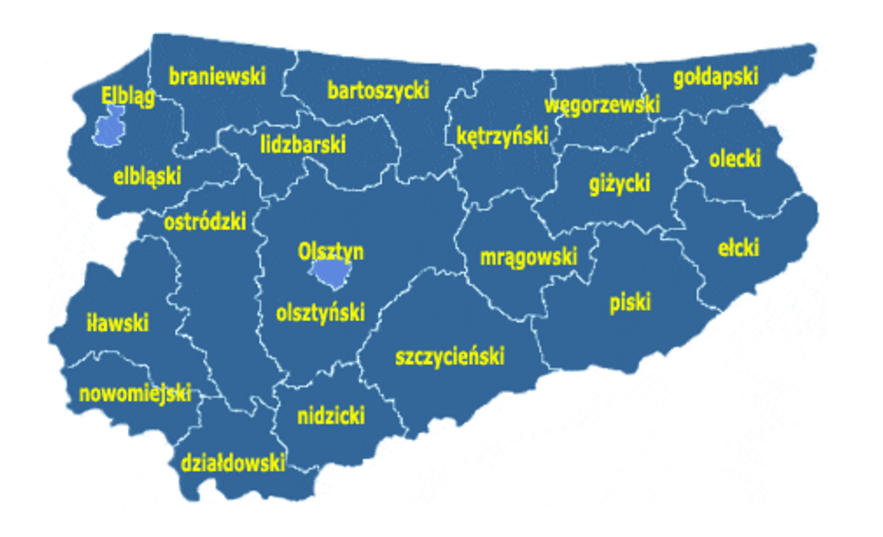 gołdapski
braniewski
bartoszycki
Elbląg
węgorzewski
kętrzyński
lidzbarski
olecki
elbląski
giżycki
ostródzki
ełcki
Olsztyn
mrągowski
piski
olsztyński
iławski
szczycieński
nowomiejski
nidzicki
działdowski